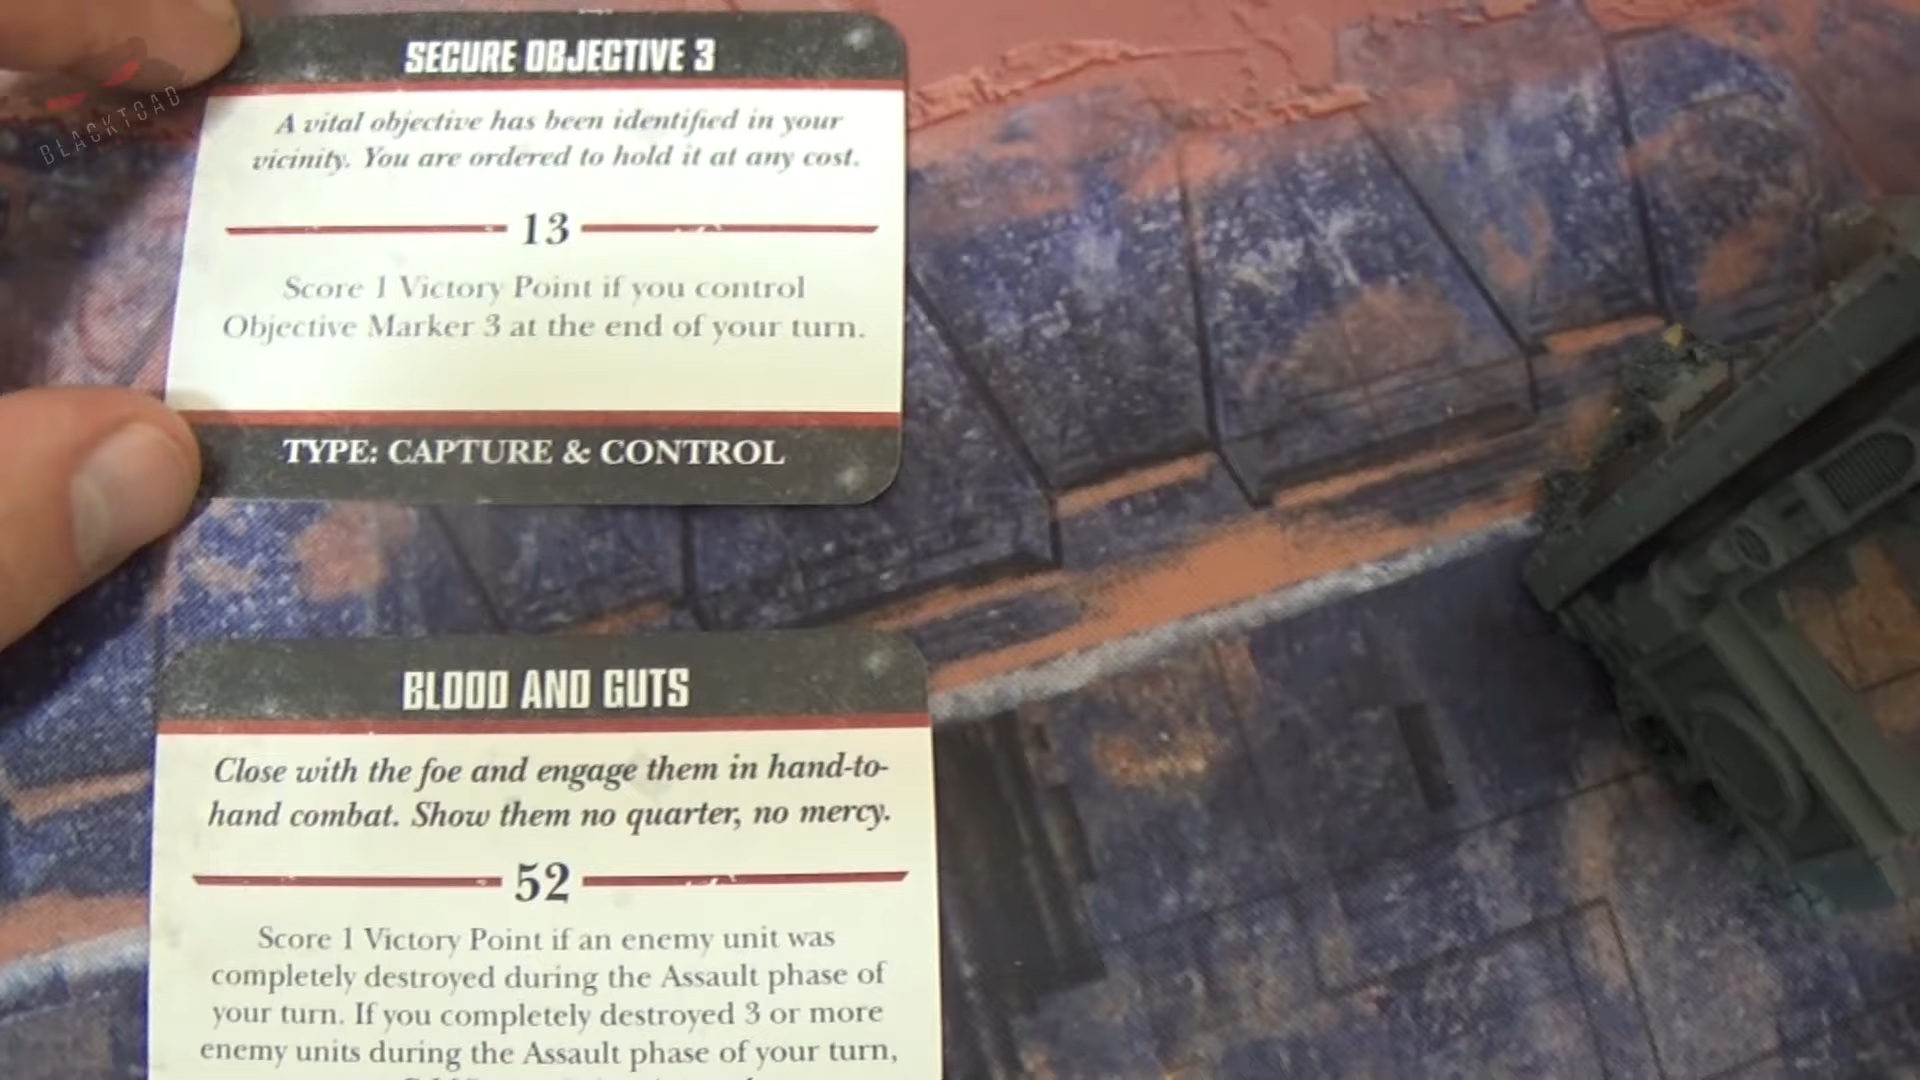 BLACKTOAD
SECURE OBJECTIVE 3
A vital objective has been identified in your
vicinity. You are ordered to hold it at any cost.
13
Score 1 Victory Point if you control
Objective Marker 3 at the end of your turn.
TYPE: CAPTURE & CONTROL
BLOOD AND GUTS
Close with the foe and engage them in hand-to-
hand combat. Show them no quarter, no mercy.
52
Score 1 Victory Point if an enemy unit was
completely destroyed during the Assault phase of
your turn. If you completely destroyed 3 or more
enemy units during the Assault phase of your turn,